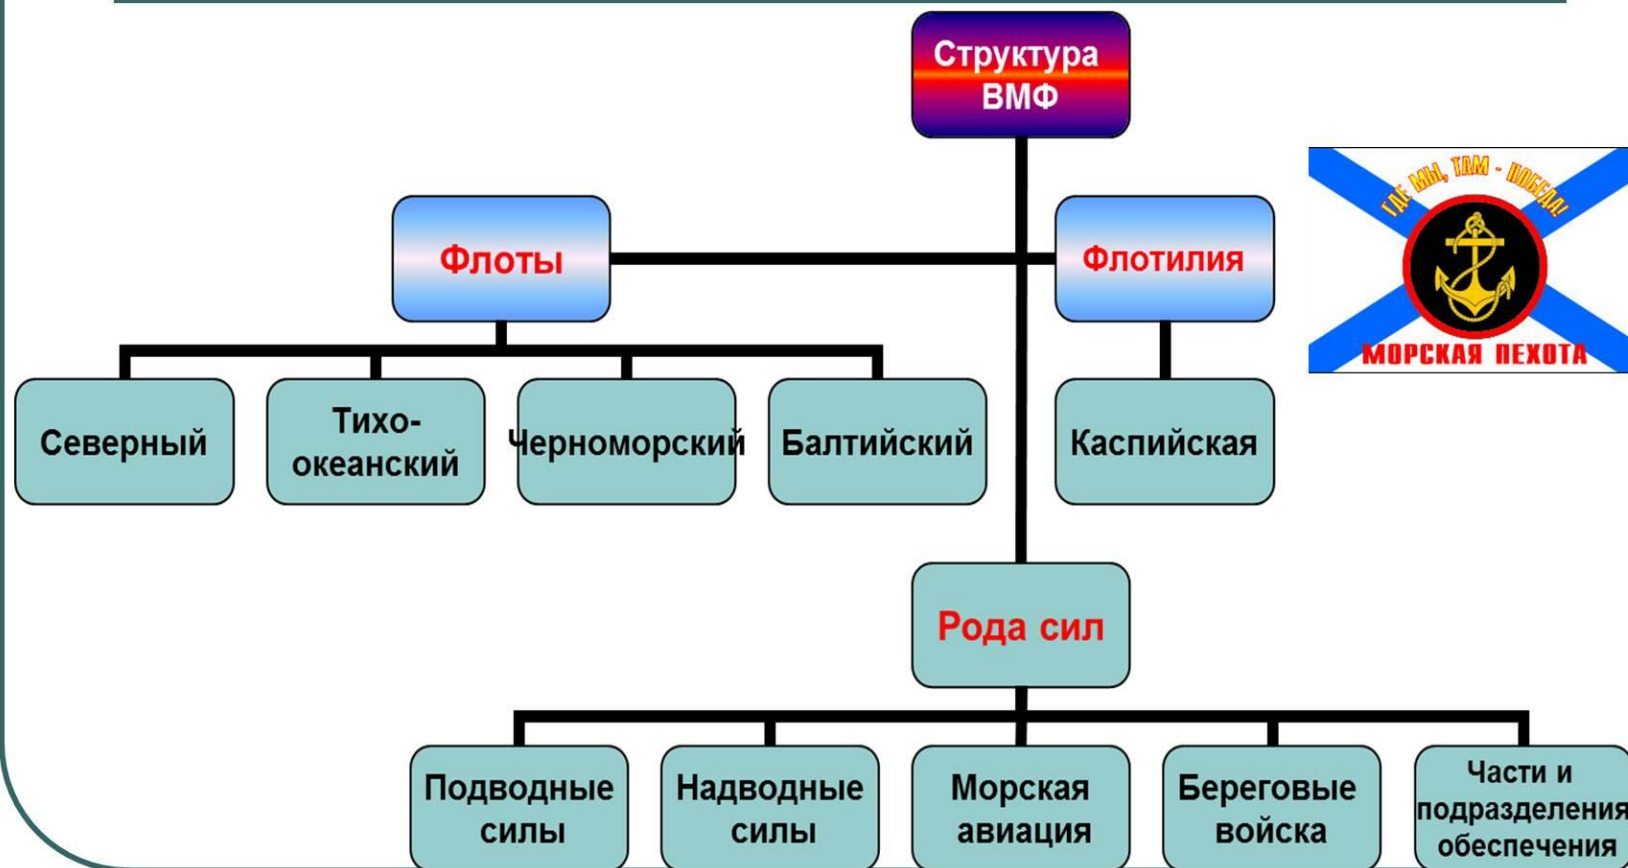 Структура
ВМФ
ГДЕ МЫ, ТАМ - ПОБЕДА!
МОРСКАЯ ПЕХОТА
Флоты
Флотилия
Северный
Тихо-
океанский
Черноморский
Балтийский
Каспийская
Рода сил
Подводные
силы
Надводные
силы
Морская
авиация
Береговые
войска
Части и
подразделения
обеспечения